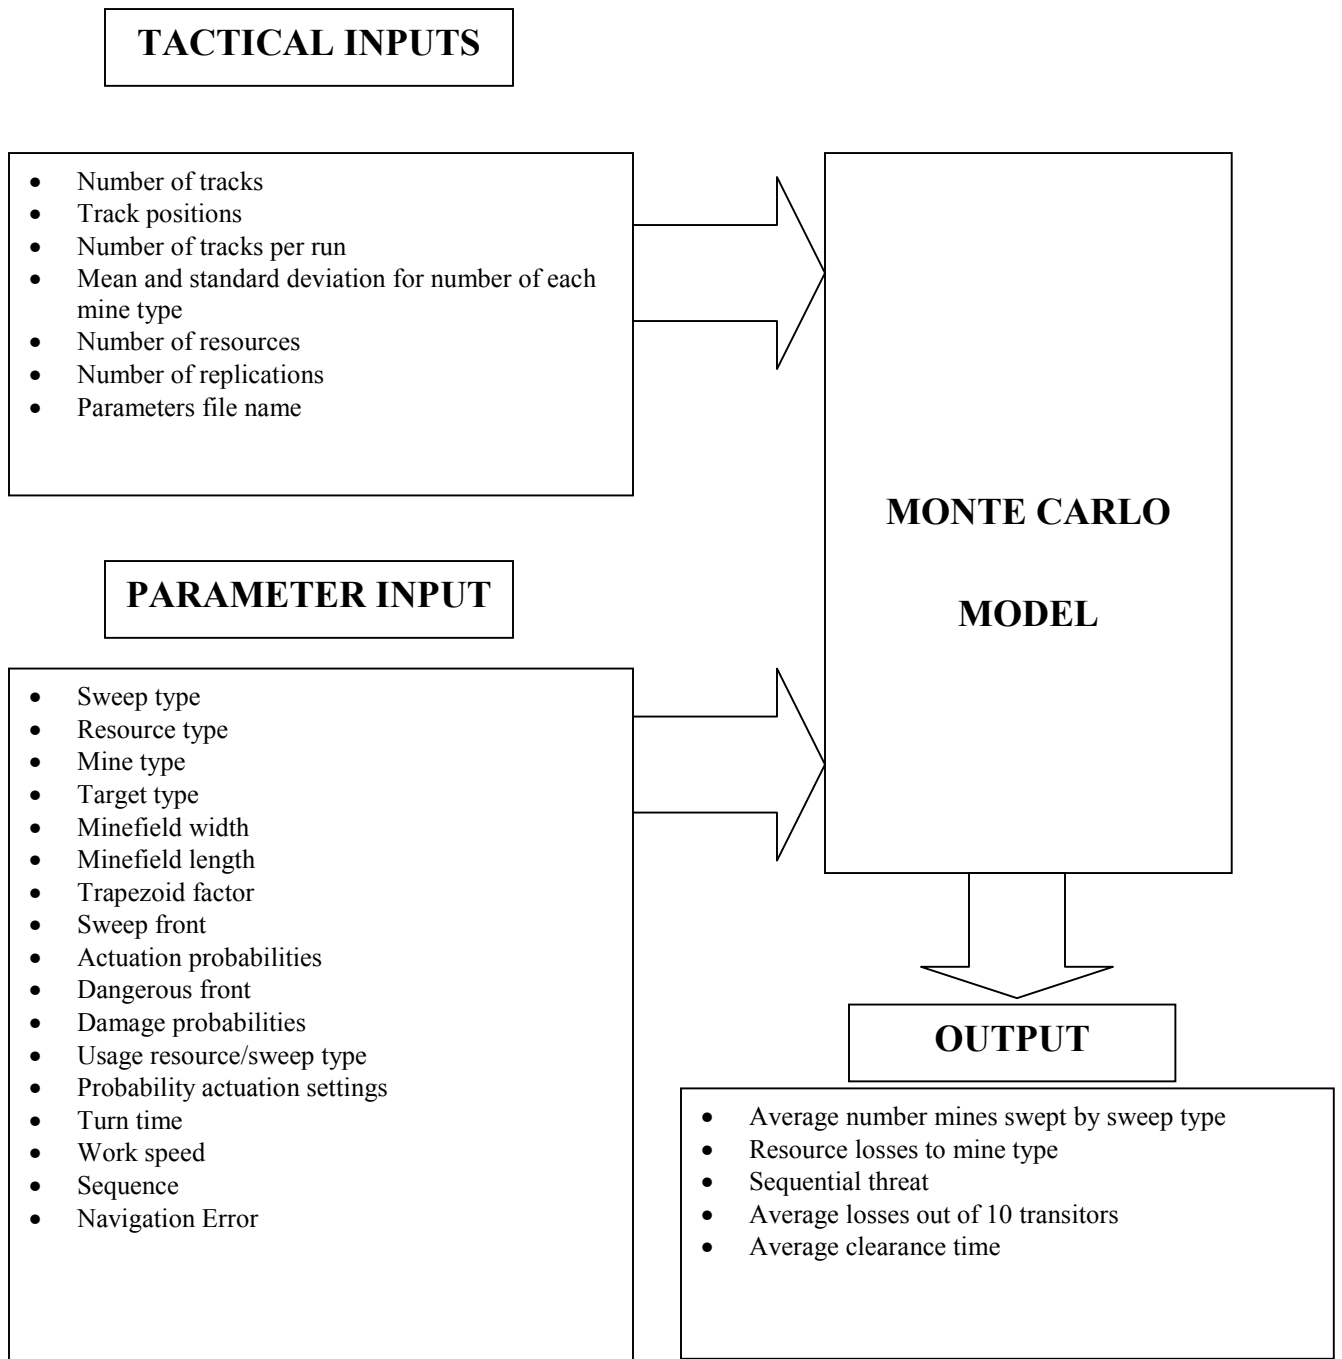 TACTICAL INPUTS
• Number of tracks
• Track positions
• Number of tracks per run
• Mean and standard deviation for number of each
mine type
• Number of resources
• Number of replications
• Parameters file name
MONTE CARLO
MODEL
PARAMETER INPUT
• Sweep type
• Resource type
• Mine type
• Target type
• Minefield width
• Minefield length
• Trapezoid factor
• Sweep front
• Actuation probabilities
• Dangerous front
• Damage probabilities
• Usage resource/sweep type
• Probability actuation settings
• Turn time
• Work speed
• Sequence
• Navigation Error
OUTPUT
• Average number mines swept by sweep type
• Resource losses to mine type
• Sequential threat
• Average losses out of 10 transitors
• Average clearance time